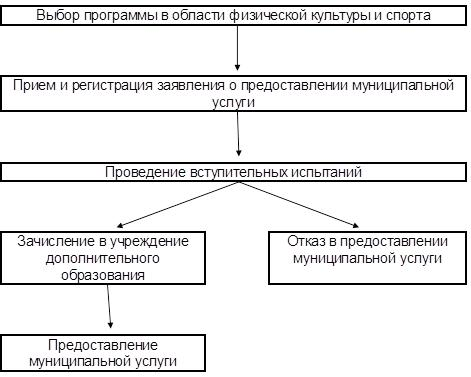 Выбор программы в области физической культуры и спорта
Прием и регистрация заявления о предоставлении муниципальной
услуги
Проведение вступительных испытаний
Зачисление в учреждение
дополнительного
образования
Отказ в предоставлении
муниципальной услуги
Предоставление
муниципальной услуги